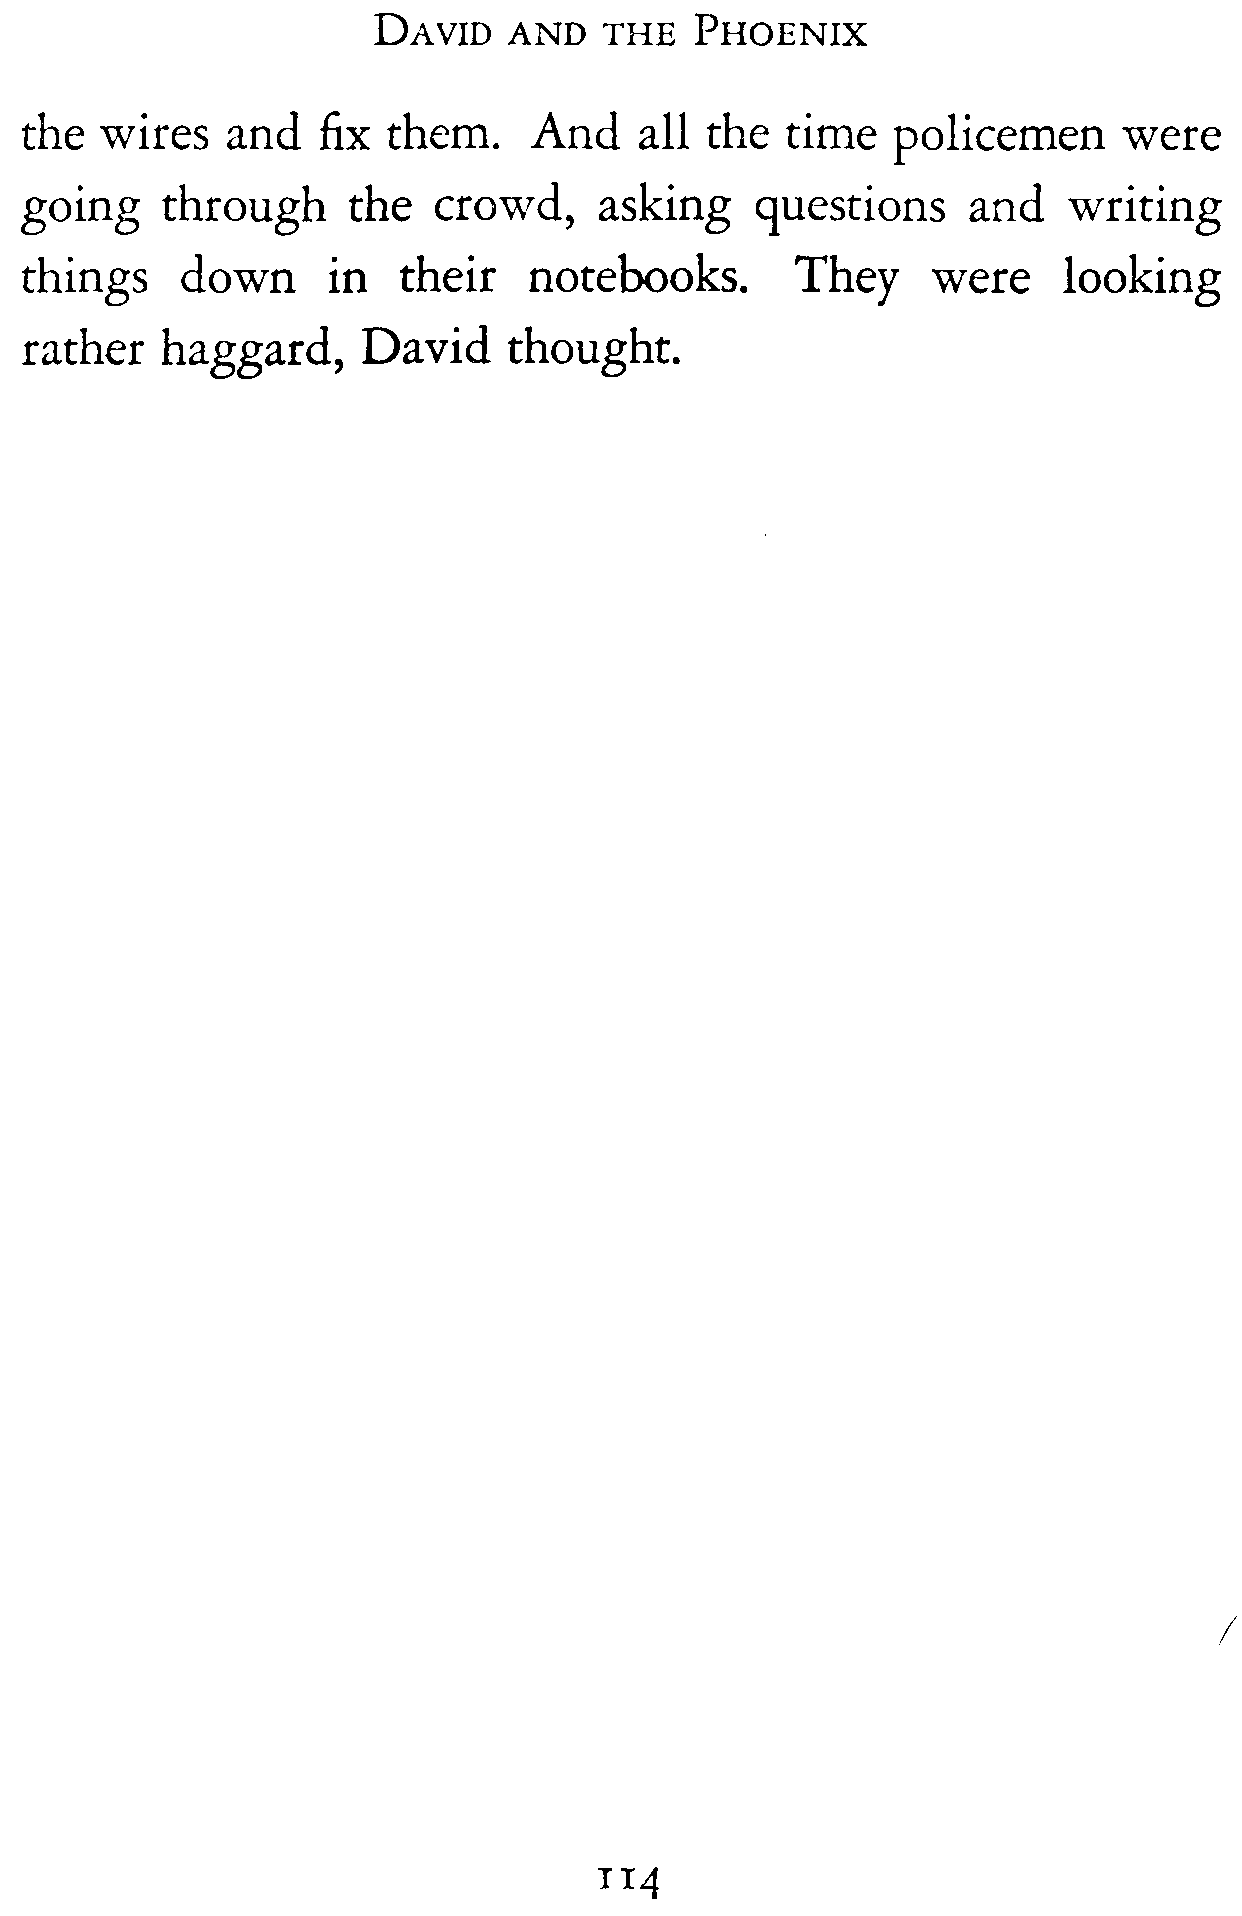 David and the Phoenix
the wires and fix them. And all the time policemen were
going through the crowd, asking questions and writing
things down in their notebooks. They were looking
rather haggard, David thought.
114